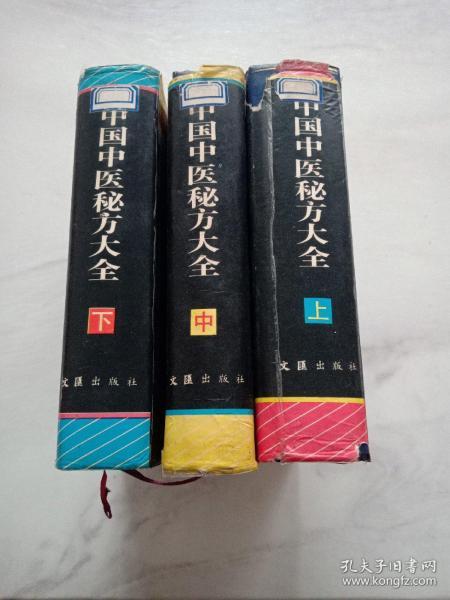 中国中医秘方大全
下
文匯出版社
中国中医秘方大全
中
文匯出版社
中国中医秘方大全
上
文匯出版社
孔夫子旧书网
www.kongfz.com